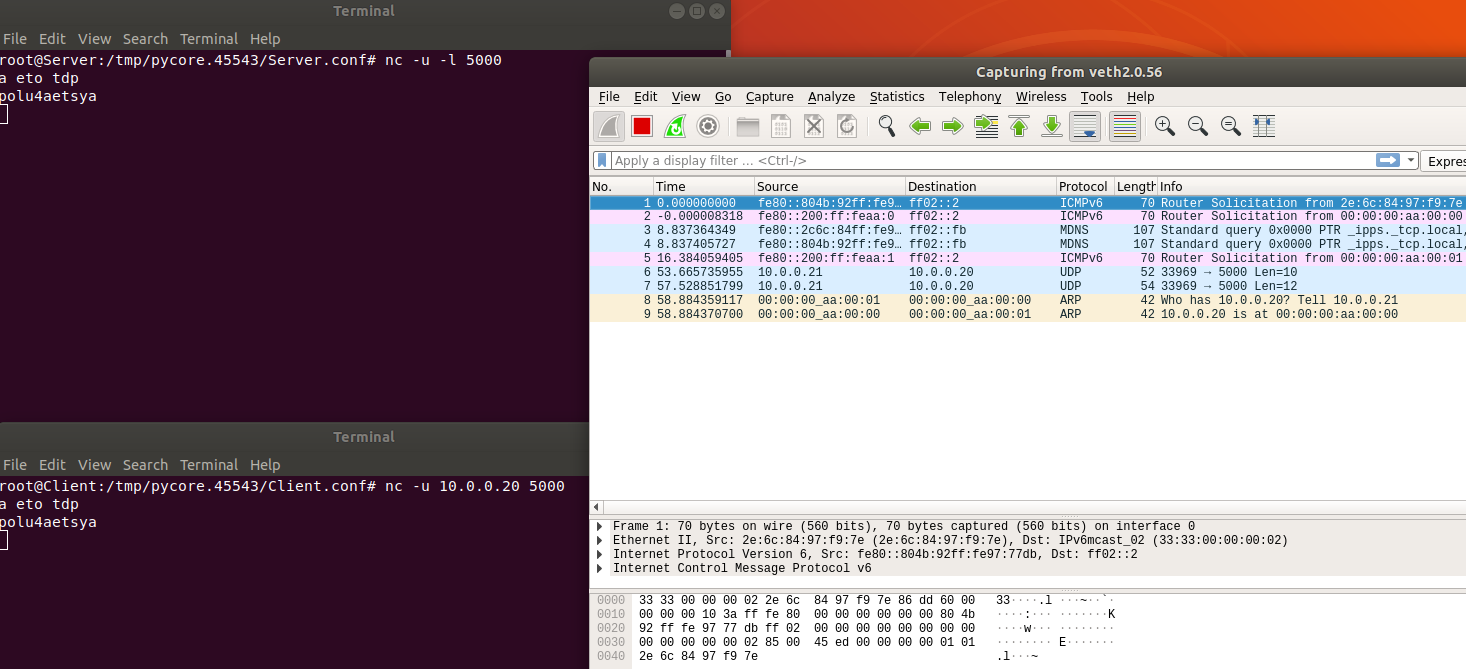 Terminal
File Edit View Search Terminal Help
root@Server:/tmp/pycore.45543/Server.conf# nc -u -l 5000
a eto tdp
polu4aetsya
Terminal
File Edit View Search Terminal Help
root@Client:/tmp/pycore.45543/Client.conf# nc -u 10.0.0.20 5000
a eto tdp
polu4aetsya
Capturing from veth2.0.56
File Edit View Go Capture Analyze Statistics Telephony Wireless Tools Help
Apply a display filter ... <Ctrl-/> Expres
No. Time Source Destination Protocol Length Info
1 0.000000000 fe80::804b:92ff:fe9… ff02::2 ICMPv6 70 Router Solicitation from 2e:6c:84:97:f9:7e
2 -0.000008318 fe80::200:ff:feaa:0 ff02::2 ICMPv6 70 Router Solicitation from 00:00:00:aa:00:00
3 8.837364349 fe80::2c6c:84ff:fe9… ff02::fb MDNS 107 Standard query 0x0000 PTR _ipps._tcp.local,
4 8.837405727 fe80::804b:92ff:fe9… ff02::fb MDNS 107 Standard query 0x0000 PTR _ipps._tcp.local,
5 16.384059405 fe80::200:ff:feaa:1 ff02::2 ICMPv6 70 Router Solicitation from 00:00:00:aa:00:01
6 53.665735955 10.0.0.21 10.0.0.20 UDP 52 33969 → 5000 Len=10
7 57.528851799 10.0.0.21 10.0.0.20 UDP 54 33969 → 5000 Len=12
8 58.884359117 00:00:00_aa:00:01 00:00:00_aa:00:00 ARP 42 Who has 10.0.0.20? Tell 10.0.0.21
9 58.884370700 00:00:00_aa:00:00 00:00:00_aa:00:01 ARP 42 10.0.0.20 is at 00:00:00:aa:00:00
Frame 1: 70 bytes on wire (560 bits), 70 bytes captured (560 bits) on interface 0
Ethernet II, Src: 2e:6c:84:97:f9:7e (2e:6c:84:97:f9:7e), Dst: IPv6mcast_02 (33:33:00:00:00:02)
Internet Protocol Version 6, Src: fe80::804b:92ff:fe97:77db, Dst: ff02::2
Internet Control Message Protocol v6
0000 33 33 00 00 00 02 2e 6c 84 97 f9 7e 86 dd 60 00 33····.l ···~··`·
0010 00 00 00 10 3a ff fe 80 00 00 00 00 00 00 80 4b ····:··· ·······K
0020 92 ff fe 97 77 db ff 02 00 00 00 00 00 00 00 00 ····w··· ········
0030 00 00 00 00 00 02 85 00 45 ed 00 00 00 00 01 01 ········ E·······
0040 2e 6c 84 97 f9 7e .l···~